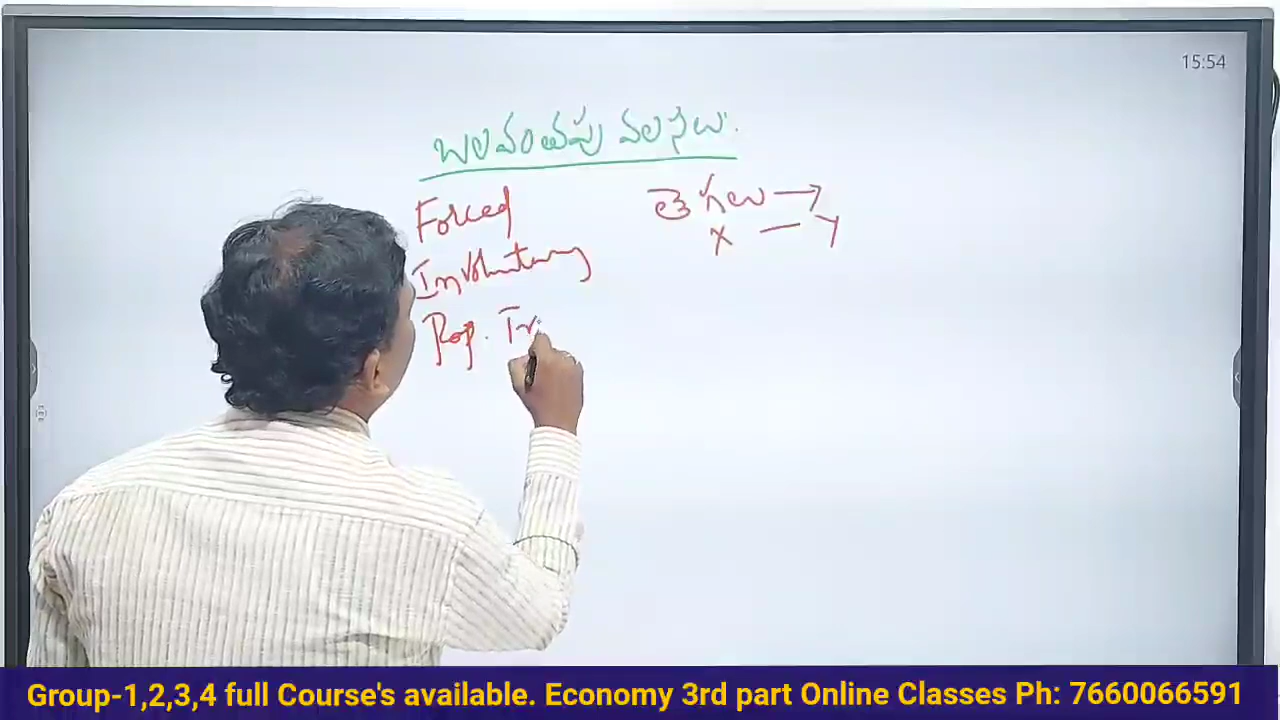 15:54
బలవంతపు వలసలు.
Forced
తెగలు →
X — Y
Involuntary
Pop. Tr
Group-1,2,3,4 full Course's available. Economy 3rd part Online Classes Ph: 7660066591